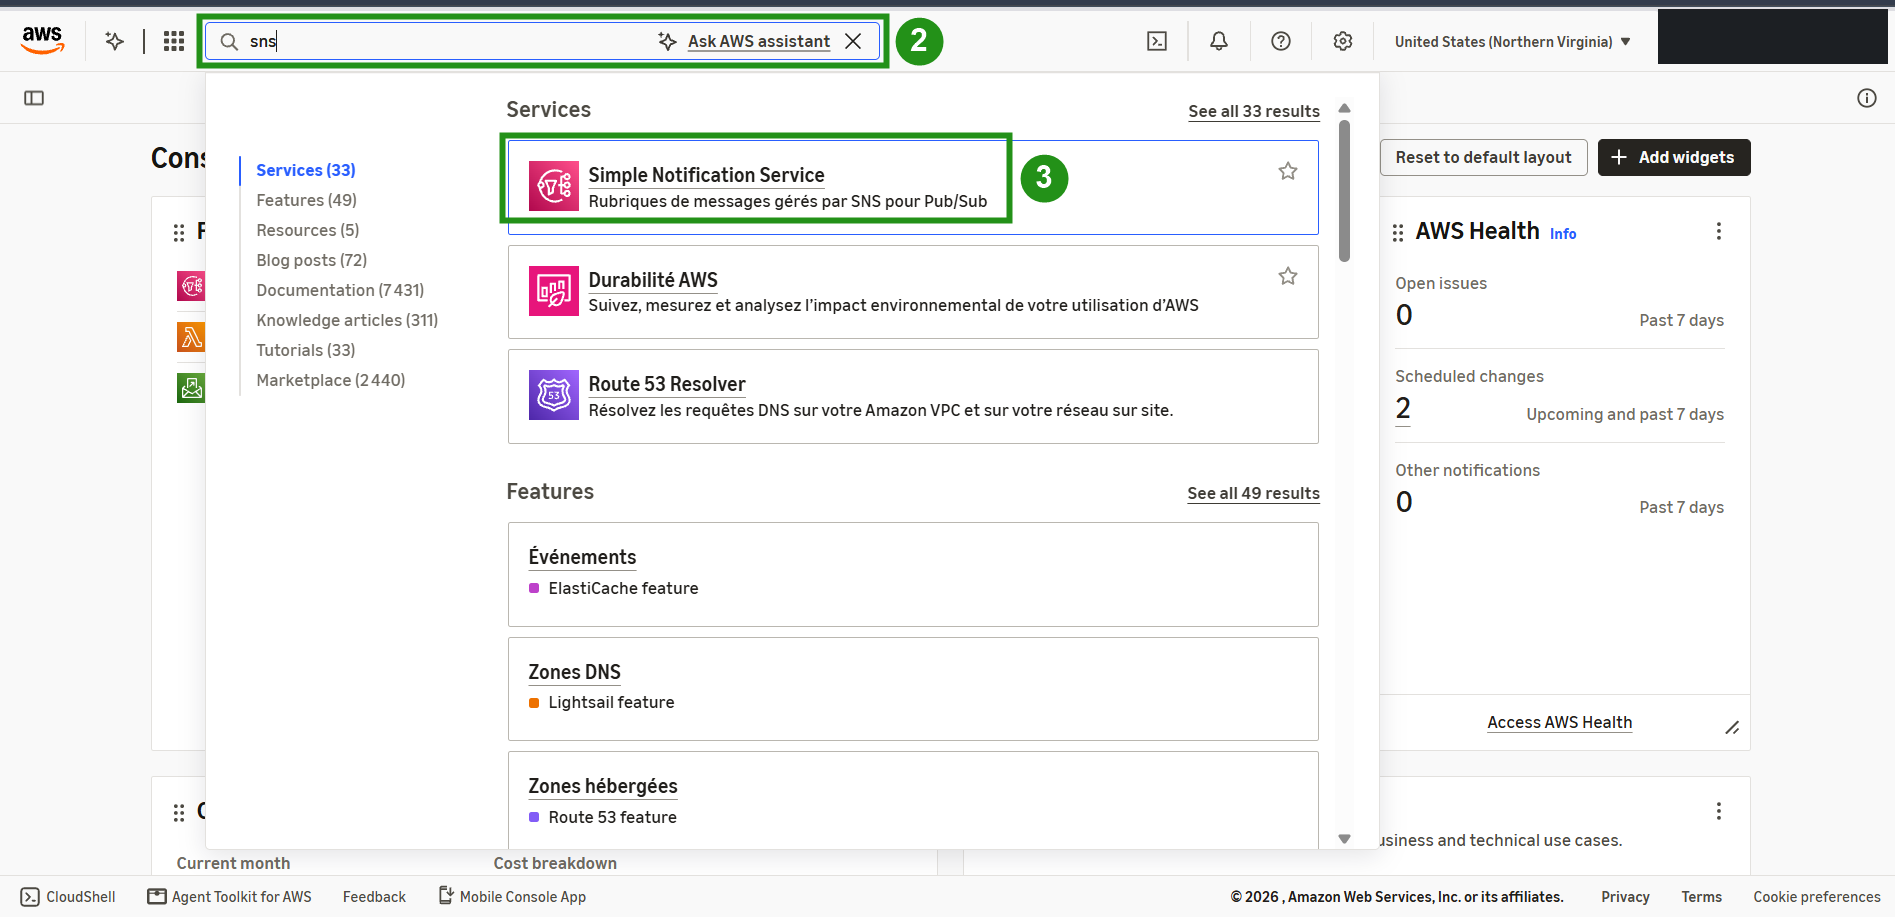 aws
sns
Ask AWS assistant
2
United States (Northern Virginia)
Services
See all 33 results
Cons
Services (33)
Features (49)
Resources (5)
Blog posts (72)
Documentation (7 431)
Knowledge articles (311)
Tutorials (33)
Marketplace (2 440)
Simple Notification Service
Rubriques de messages gérés par SNS pour Pub/Sub
3
Durabilité AWS
Suivez, mesurez et analysez l’impact environnemental de votre utilisation d’AWS
53
Route 53 Resolver
Résolvez les requêtes DNS sur votre Amazon VPC et sur votre réseau sur site.
Features
See all 49 results
Événements
ElastiCache feature
Zones DNS
Lightsail feature
Zones hébergées
Route 53 feature
Reset to default layout
Add widgets
AWS Health Info
Open issues
0
Past 7 days
Scheduled changes
2
Upcoming and past 7 days
Other notifications
0
Past 7 days
Access AWS Health
usiness and technical use cases.
Current month
Cost breakdown
CloudShell
Agent Toolkit for AWS
Feedback
Mobile Console App
© 2026 , Amazon Web Services, Inc. or its affiliates.
Privacy
Terms
Cookie preferences